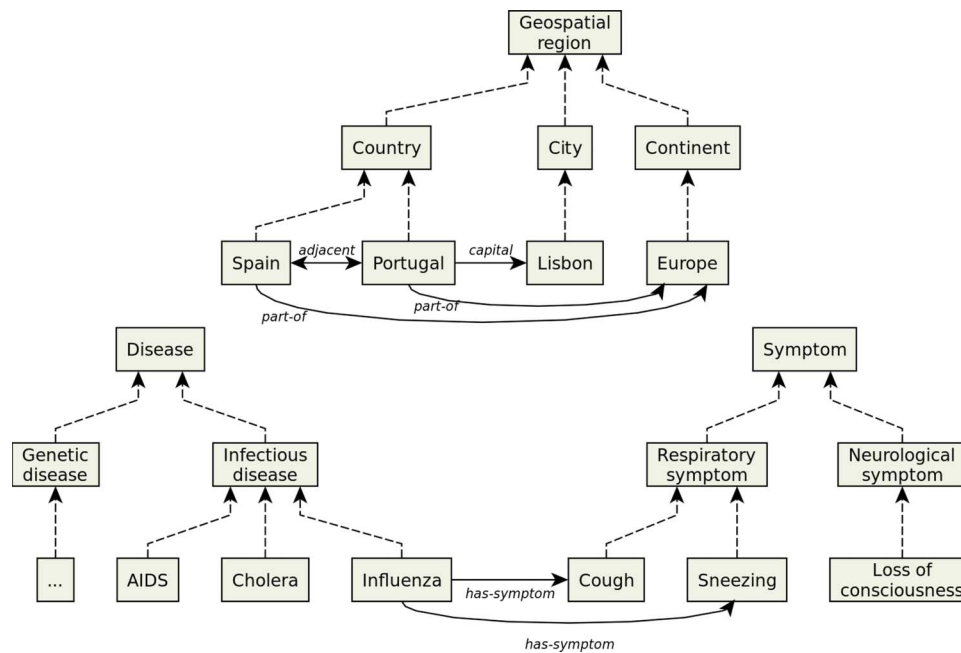 Geospatial
region
Country
City
Continent
Spain
adjacent
Portugal
capital
Lisbon
Europe
part-of
part-of
Disease
Symptom
Genetic
disease
Infectious
disease
Respiratory
symptom
Neurological
symptom
...
AIDS
Cholera
Influenza
has-symptom
Cough
Sneezing
Loss of
consciousness
has-symptom